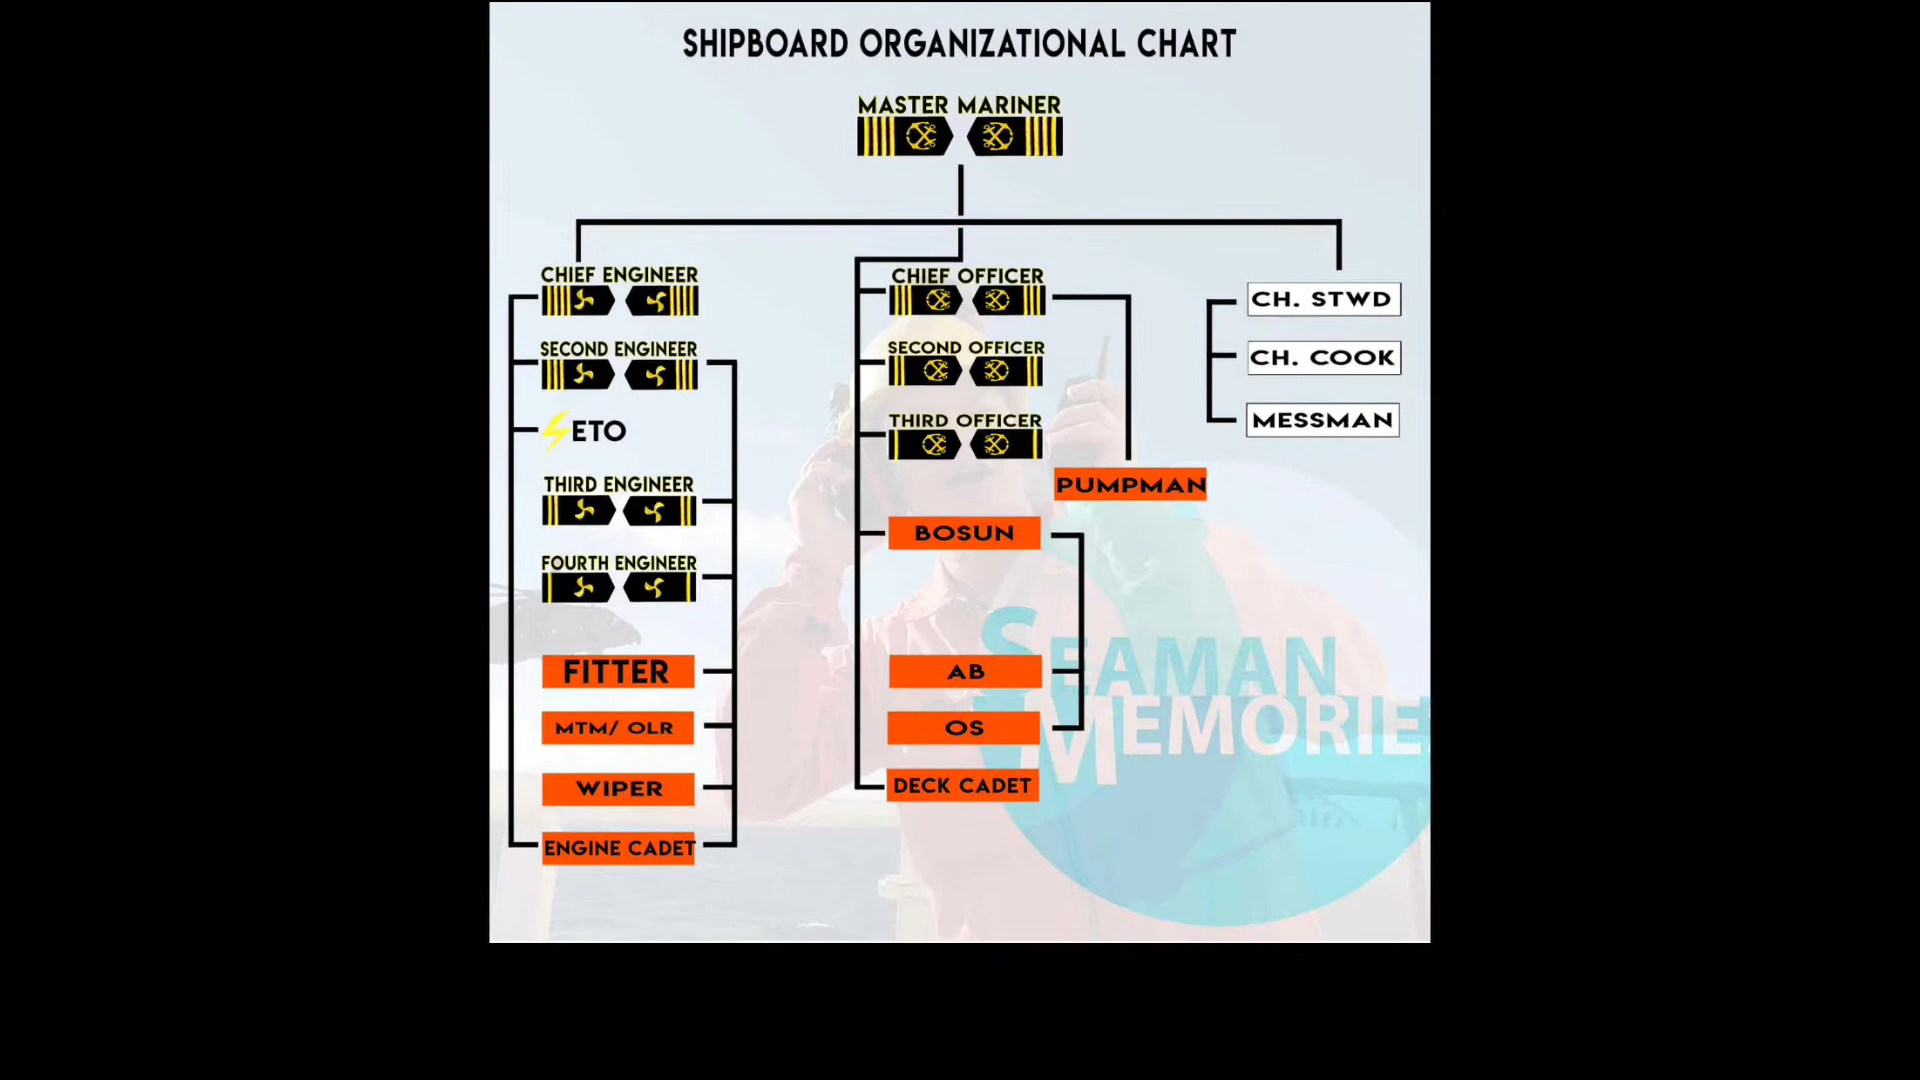 SHIPBOARD ORGANIZATIONAL CHART
MASTER MARINER
CHIEF ENGINEER
SECOND ENGINEER
ETO
THIRD ENGINEER
FOURTH ENGINEER
FITTER
MTM/ OLR
WIPER
ENGINE CADET
CHIEF OFFICER
SECOND OFFICER
THIRD OFFICER
PUMPMAN
BOSUN
AB
OS
DECK CADET
CH. STWD
CH. COOK
MESSMAN
SEAMAN
MEMORIE